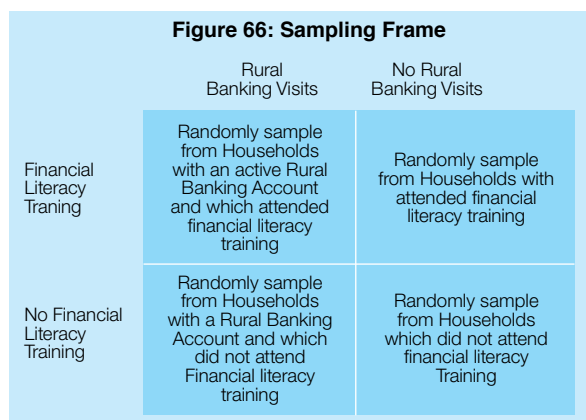 Figure 66: Sampling Frame
Rural
Banking Visits
No Rural
Banking Visits
Financial
Literacy
Traning
Randomly sample
from Households
with an active Rural
Banking Account
and which attended
financial literacy
training
Randomly sample
from Households with
attended financial
literacy training
No Financial
Literacy
Training
Randomly sample
from Households
with a Rural Banking
Account and which
did not attend
Financial literacy
training
Randomly sample
from Households
which did not attend
financial literacy
Training